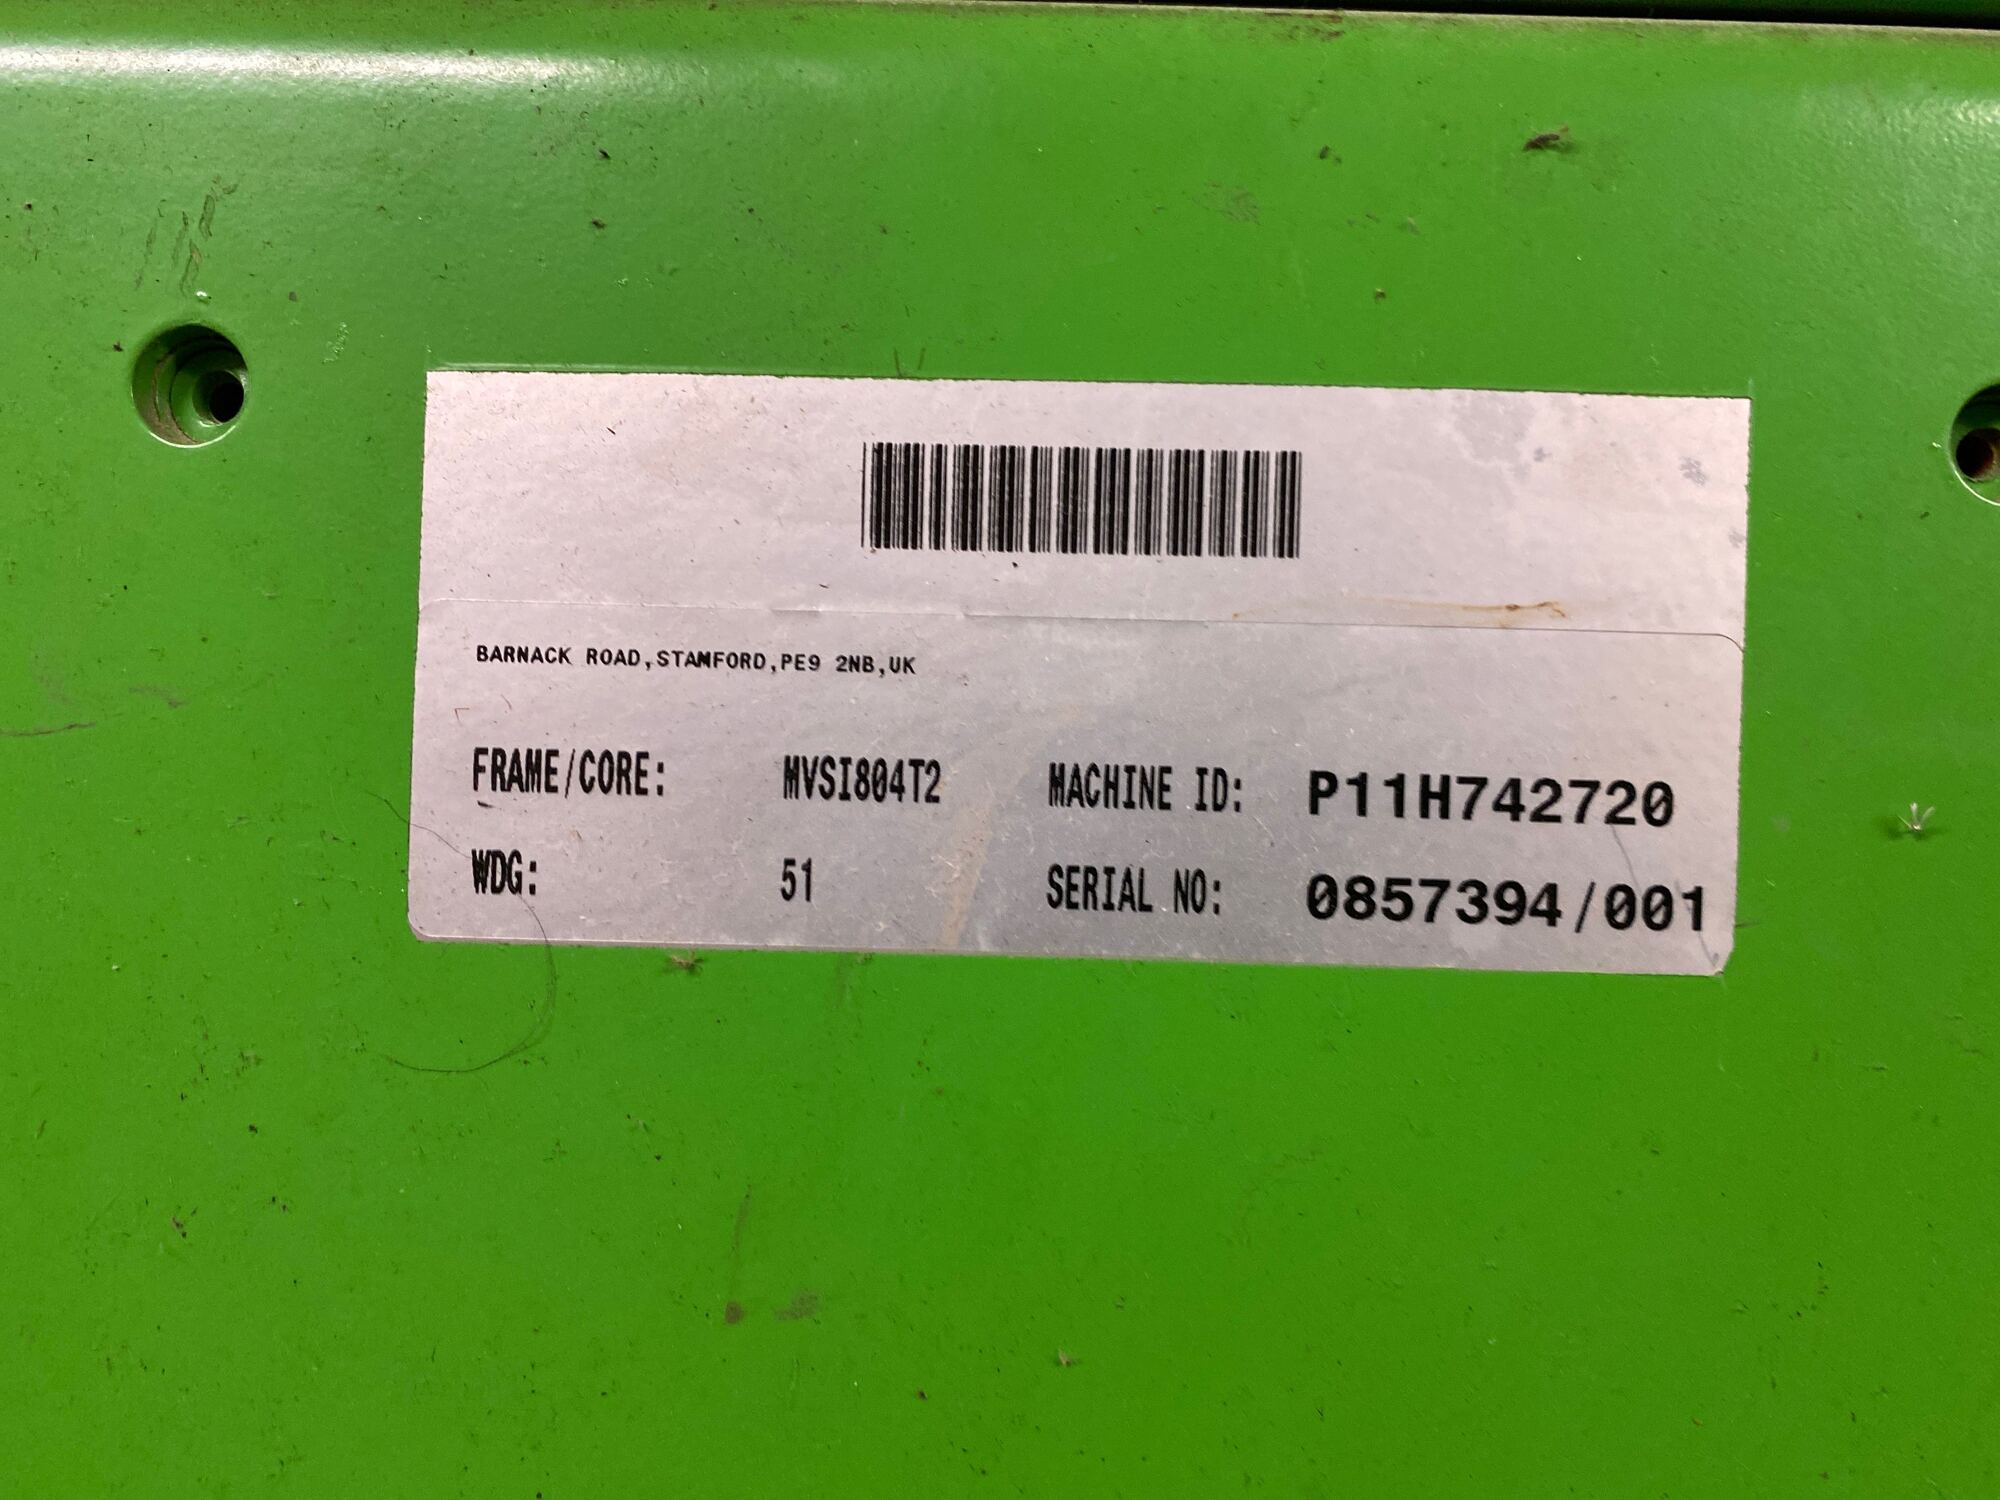 BARNACK ROAD,STAMFORD,PE9 2NB,UK
FRAME/CORE: MVSI804T2 MACHINE ID: P11H742720
WDG: 51 SERIAL NO: 0857394/001